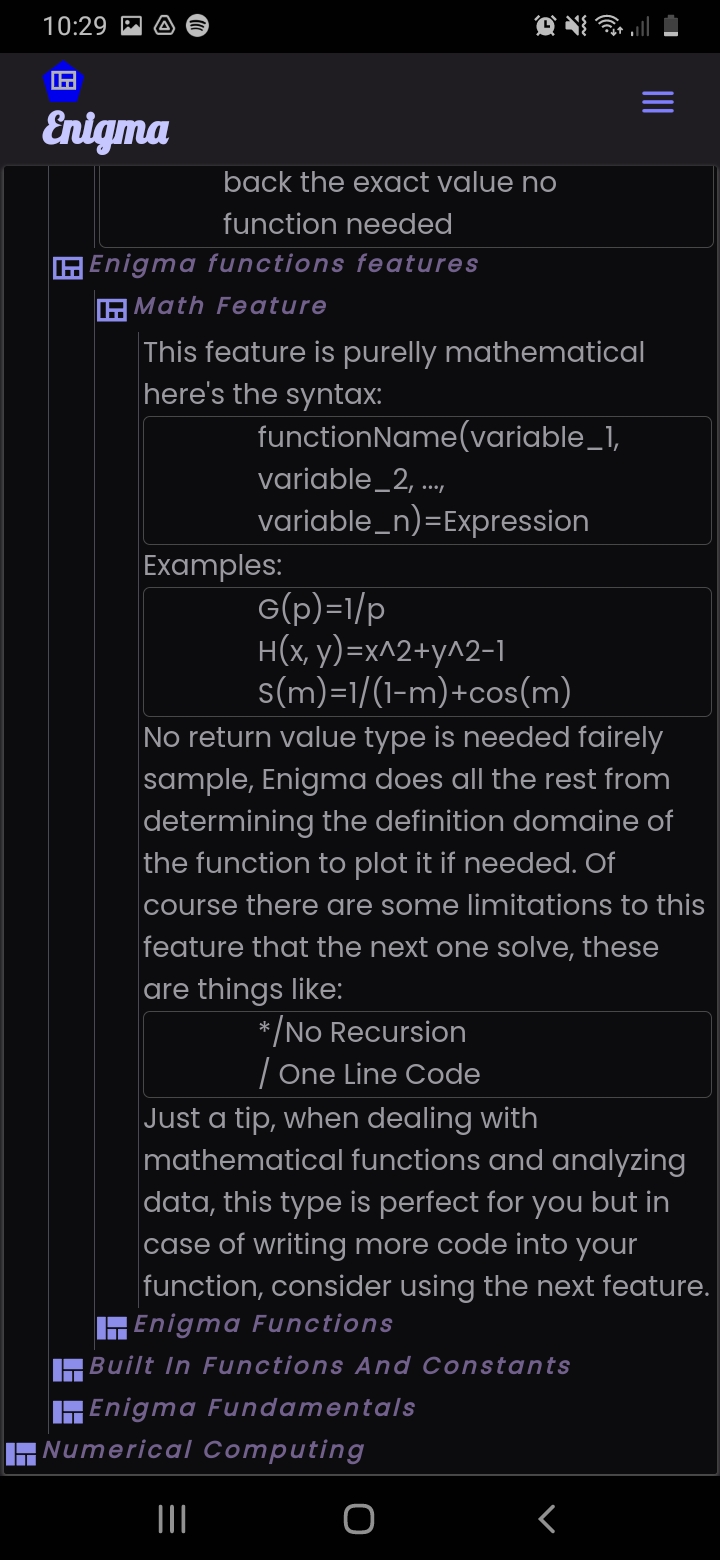 10:29
Enigma
back the exact value no
function needed
Enigma functions features
Math Feature
This feature is purelly mathematical
here's the syntax:
functionName(variable_1,
variable_2, ...,
variable_n)=Expression
Examples:
G(p)=1/p
H(x, y)=x^2+y^2-1
S(m)=1/(1-m)+cos(m)
No return value type is needed fairely
sample, Enigma does all the rest from
determining the definition domaine of
the function to plot it if needed. Of
course there are some limitations to this
feature that the next one solve, these
are things like:
*/No Recursion
/ One Line Code
Just a tip, when dealing with
mathematical functions and analyzing
data, this type is perfect for you but in
case of writing more code into your
function, consider using the next feature.
Enigma Functions
Built In Functions And Constants
Enigma Fundamentals
Numerical Computing